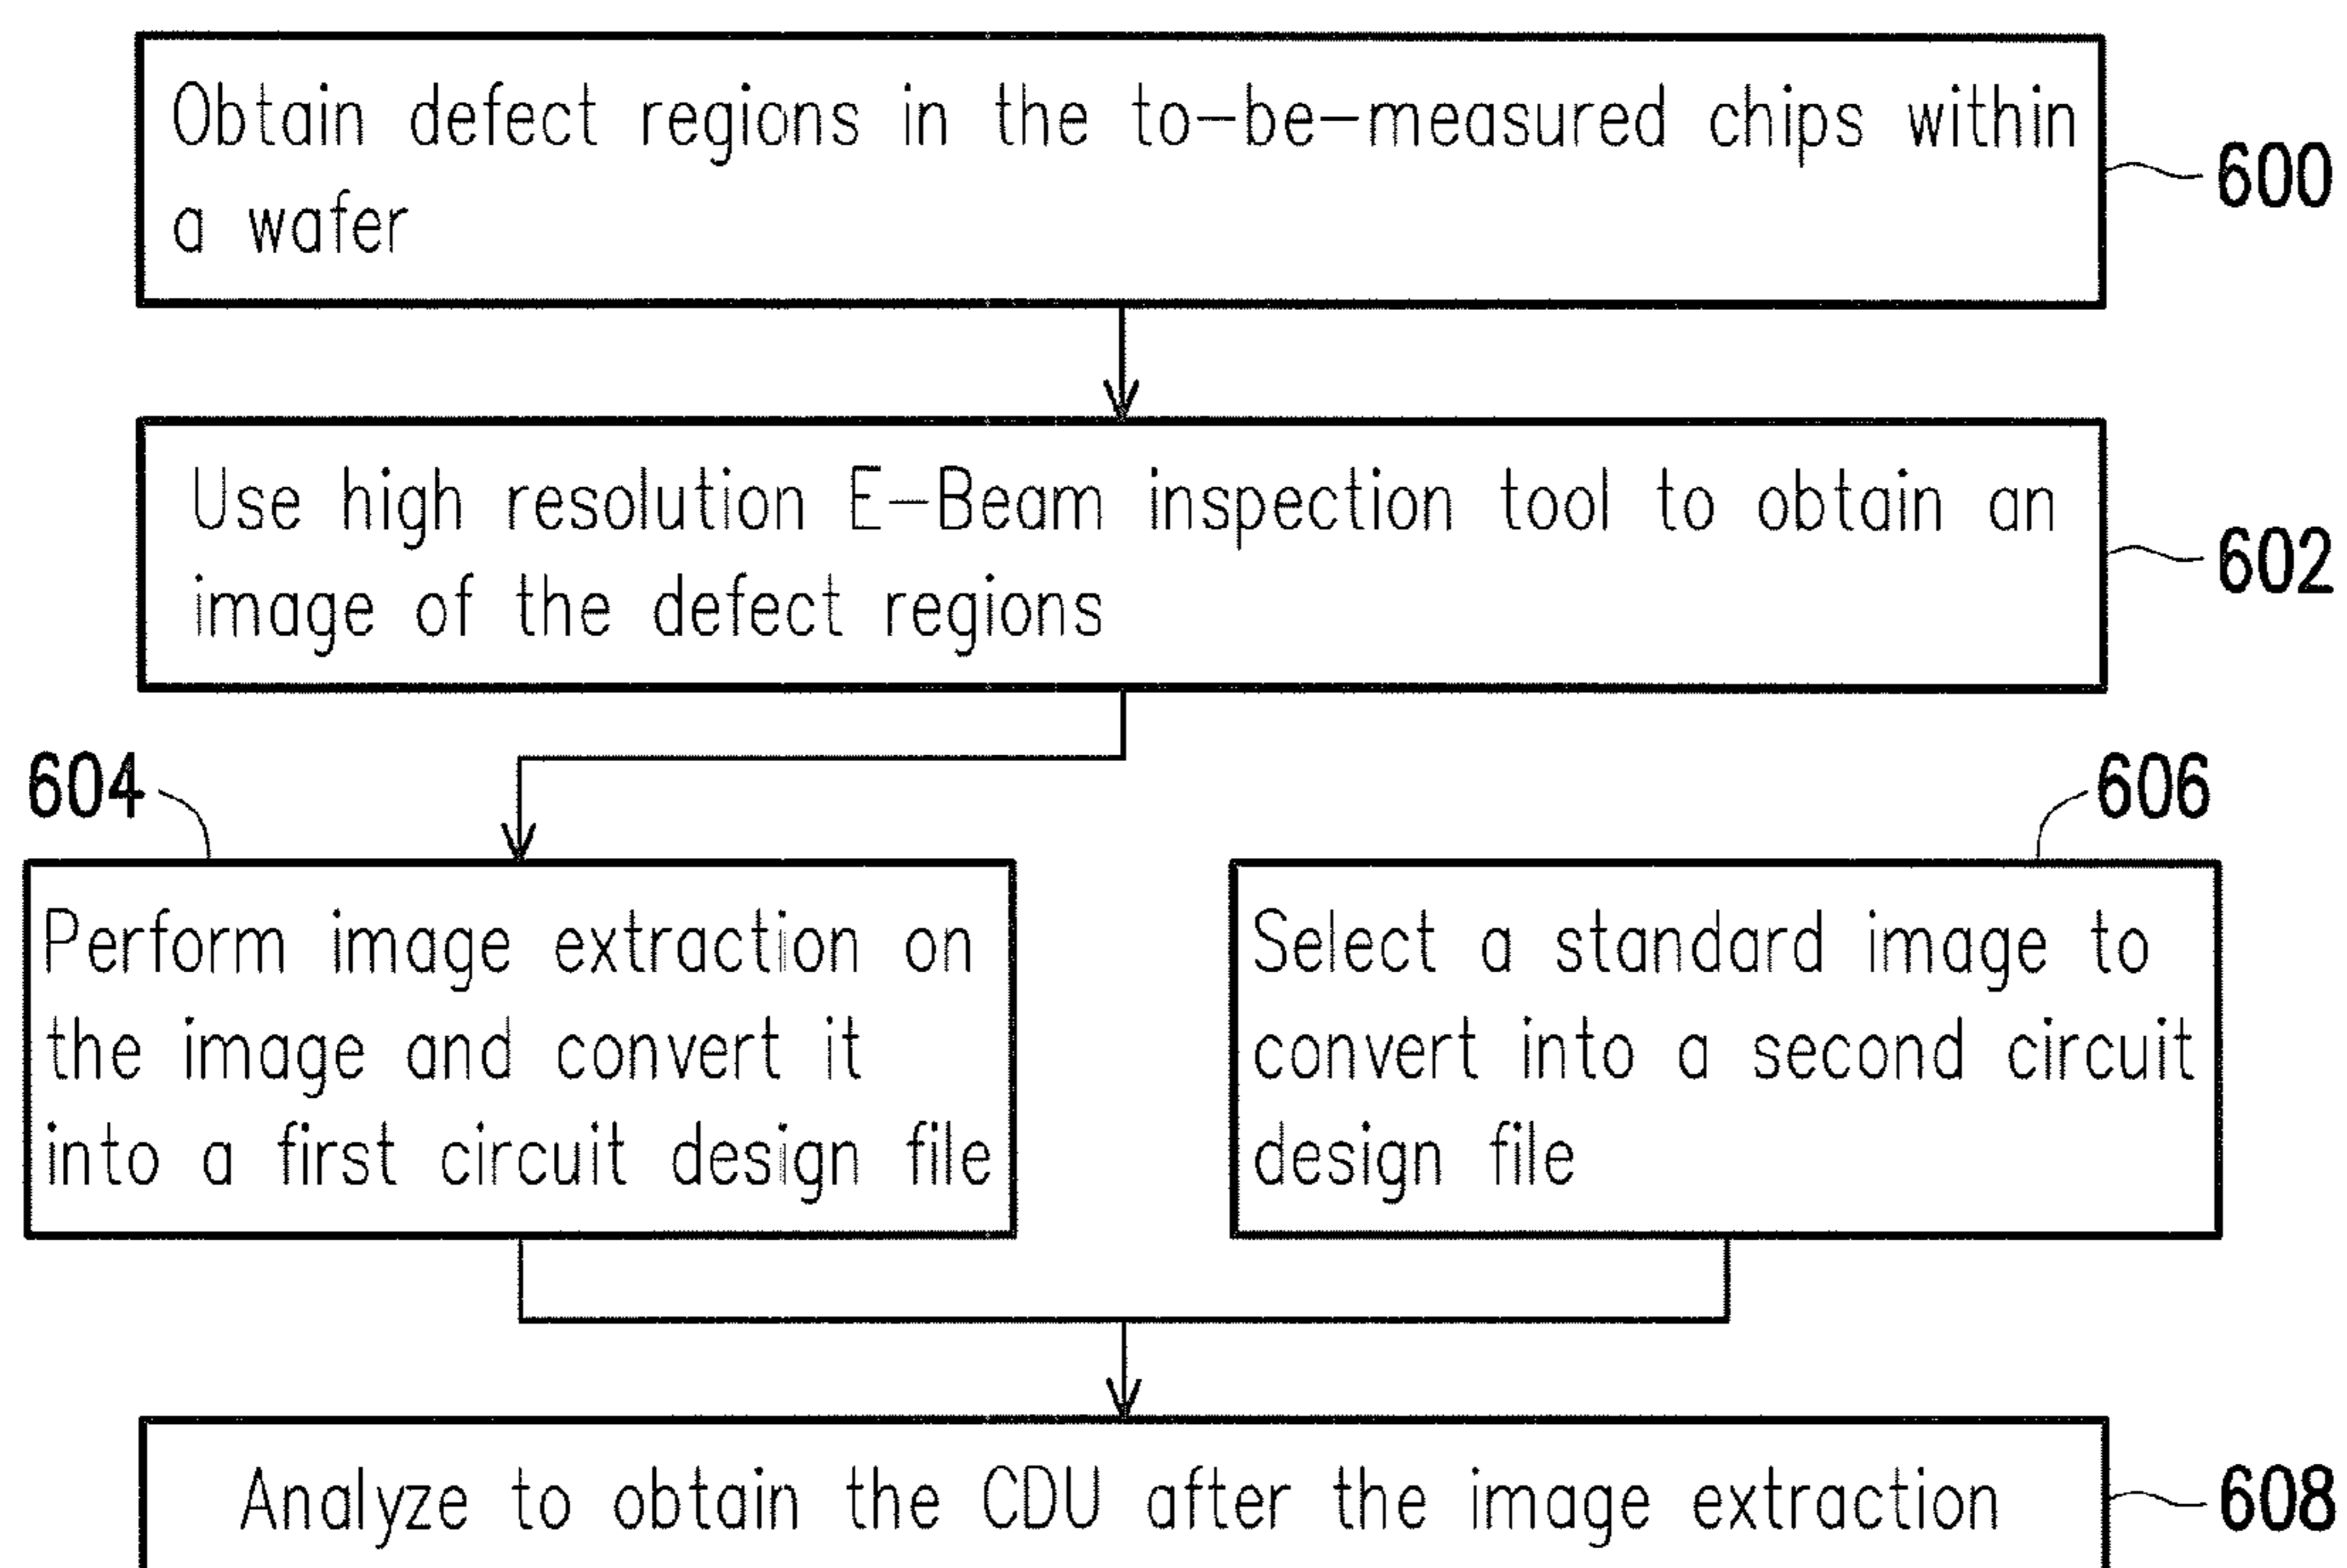 Obtain defect regions in the to-be-measured chips within
a wafer
600
Use high resolution E-Beam inspection tool to obtain an
image of the defect regions
602
604
606
Perform image extraction on
the image and convert it
into a first circuit design file
Select a standard image to
convert into a second circuit
design file
Analyze to obtain the CDU after the image extraction
608